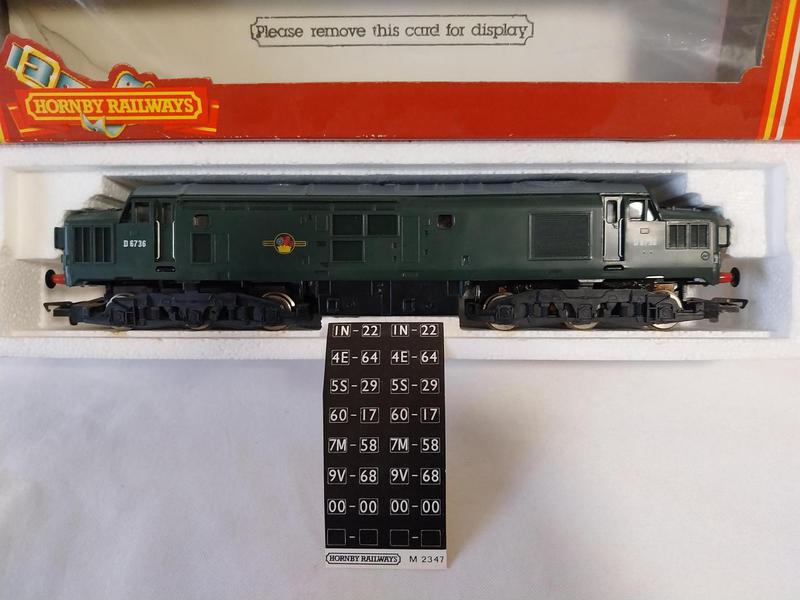 Please remove this card for display
HORNBY RAILWAYS
D 6736
1N-22 1N-22
4E-64 4E-64
5S-29 5S-29
60-17 60-17
7M-58 7M-58
9V-68 9V-68
00-00 00-00
HORNBY RAILWAYS M 2347